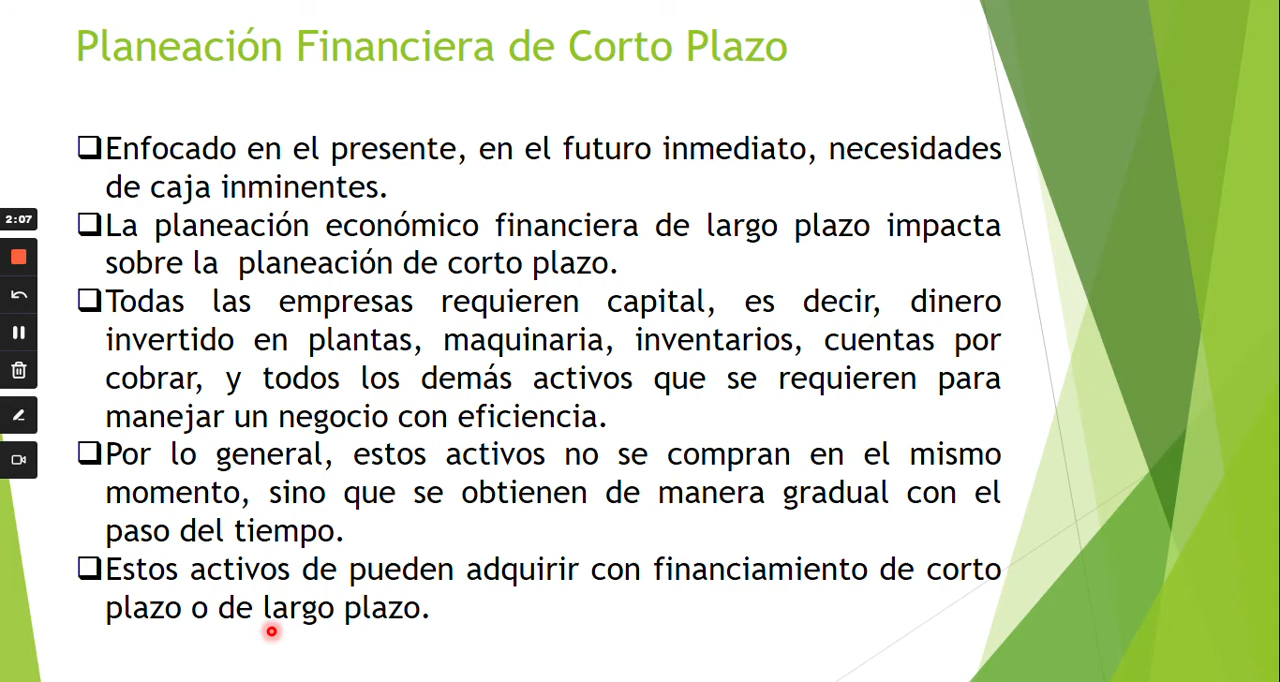 Planeación Financiera de Corto Plazo
❑Enfocado en el presente, en el futuro inmediato, necesidades
de caja inminentes.
2:07
❑La planeación económico financiera de largo plazo impacta
sobre la planeación de corto plazo.
❑Todas las empresas requieren capital, es decir, dinero
invertido en plantas, maquinaria, inventarios, cuentas por
cobrar, y todos los demás activos que se requieren para
manejar un negocio con eficiencia.
❑Por lo general, estos activos no se compran en el mismo
momento, sino que se obtienen de manera gradual con el
paso del tiempo.
❑Estos activos de pueden adquirir con financiamiento de corto
plazo o de largo plazo.